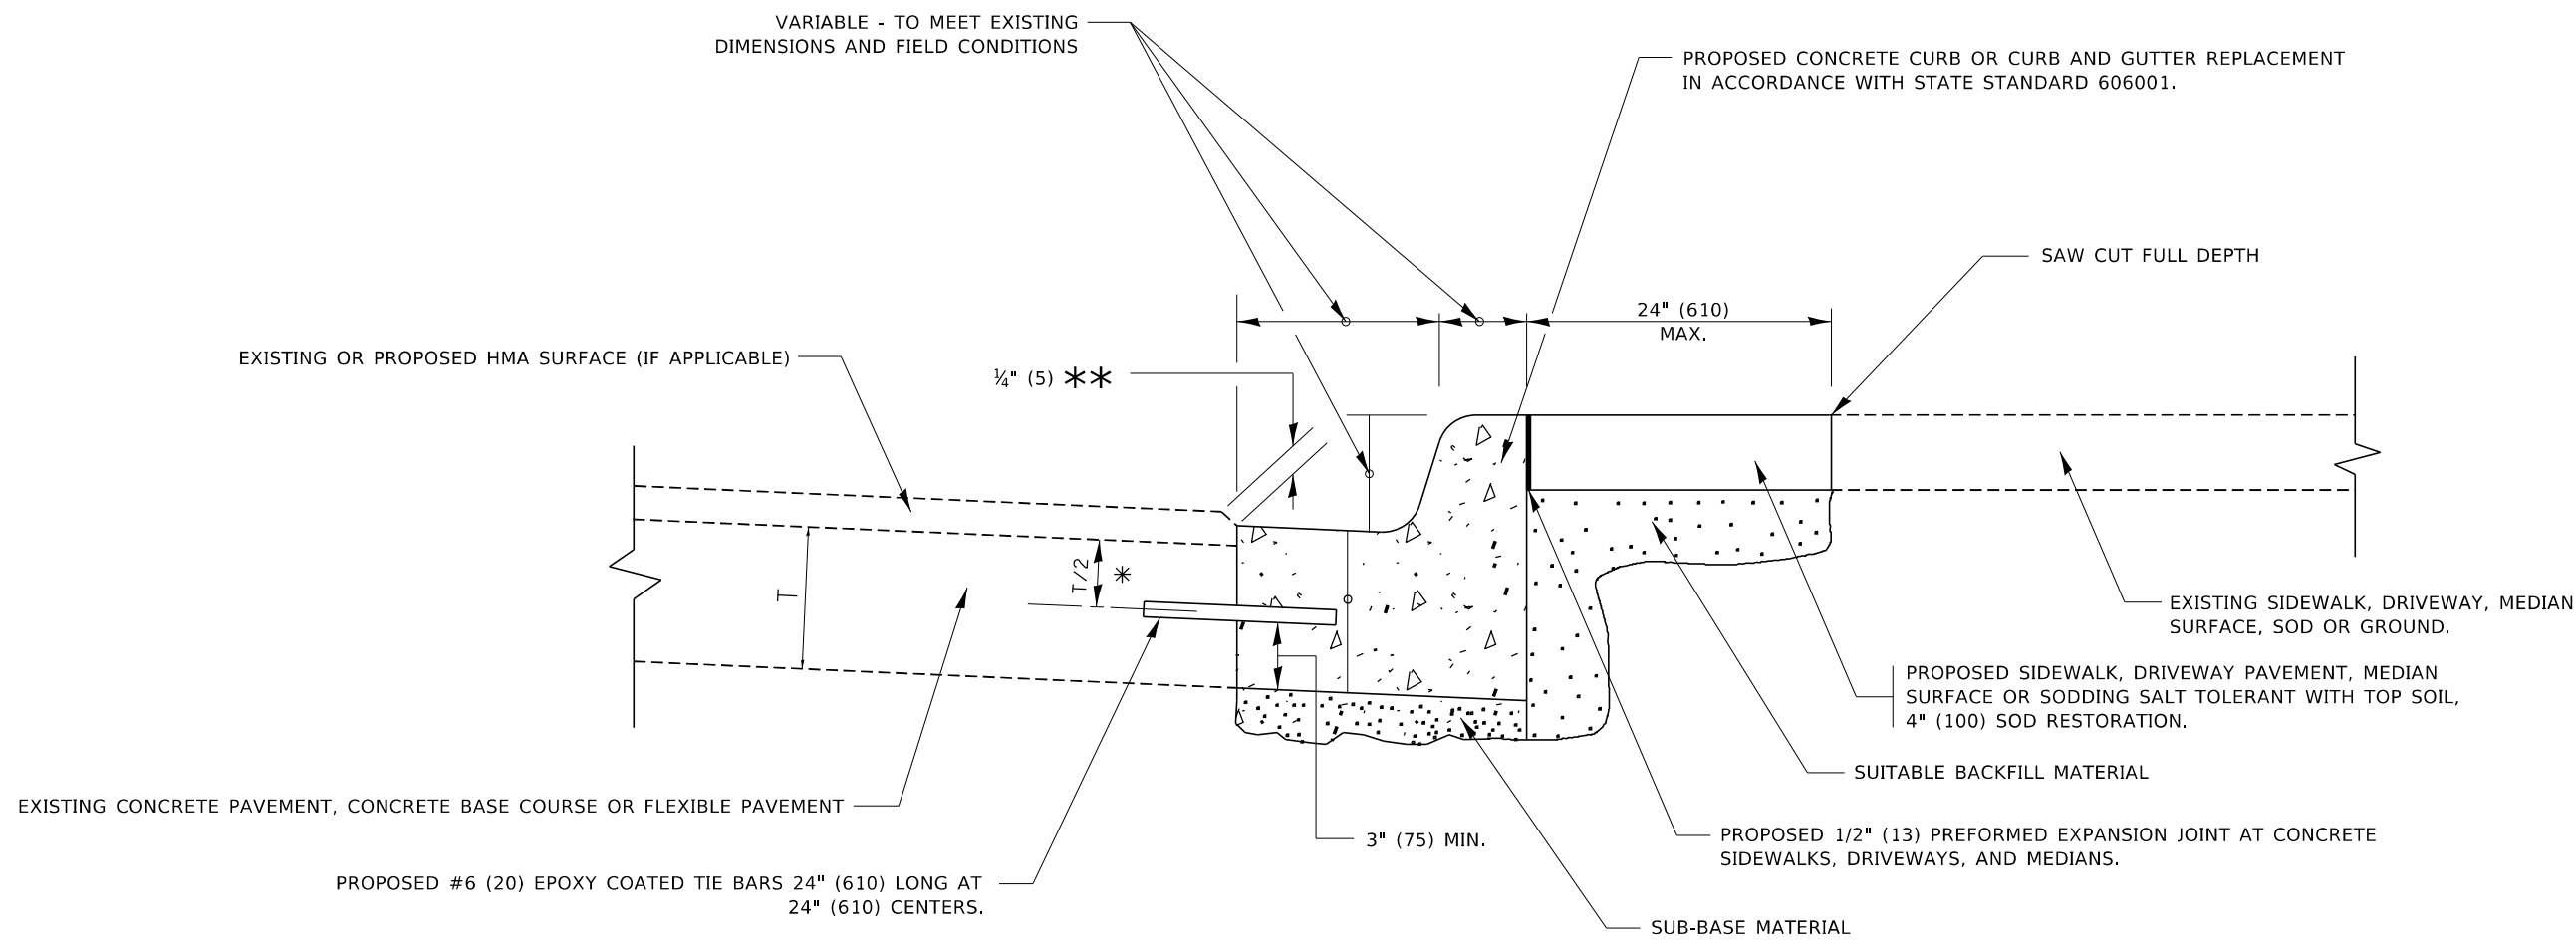 VARIABLE - TO MEET EXISTING
DIMENSIONS AND FIELD CONDITIONS
PROPOSED CONCRETE CURB OR CURB AND GUTTER REPLACEMENT
IN ACCORDANCE WITH STATE STANDARD 606001.
SAW CUT FULL DEPTH
24" (610)
MAX.
EXISTING OR PROPOSED HMA SURFACE (IF APPLICABLE)
¼" (5) **
T
T/2
*
EXISTING SIDEWALK, DRIVEWAY, MEDIAN
SURFACE, SOD OR GROUND.
PROPOSED SIDEWALK, DRIVEWAY PAVEMENT, MEDIAN
SURFACE OR SODDING SALT TOLERANT WITH TOP SOIL,
4" (100) SOD RESTORATION.
SUITABLE BACKFILL MATERIAL
EXISTING CONCRETE PAVEMENT, CONCRETE BASE COURSE OR FLEXIBLE PAVEMENT
3" (75) MIN.
PROPOSED 1/2" (13) PREFORMED EXPANSION JOINT AT CONCRETE
SIDEWALKS, DRIVEWAYS, AND MEDIANS.
PROPOSED #6 (20) EPOXY COATED TIE BARS 24" (610) LONG AT
24" (610) CENTERS.
SUB-BASE MATERIAL